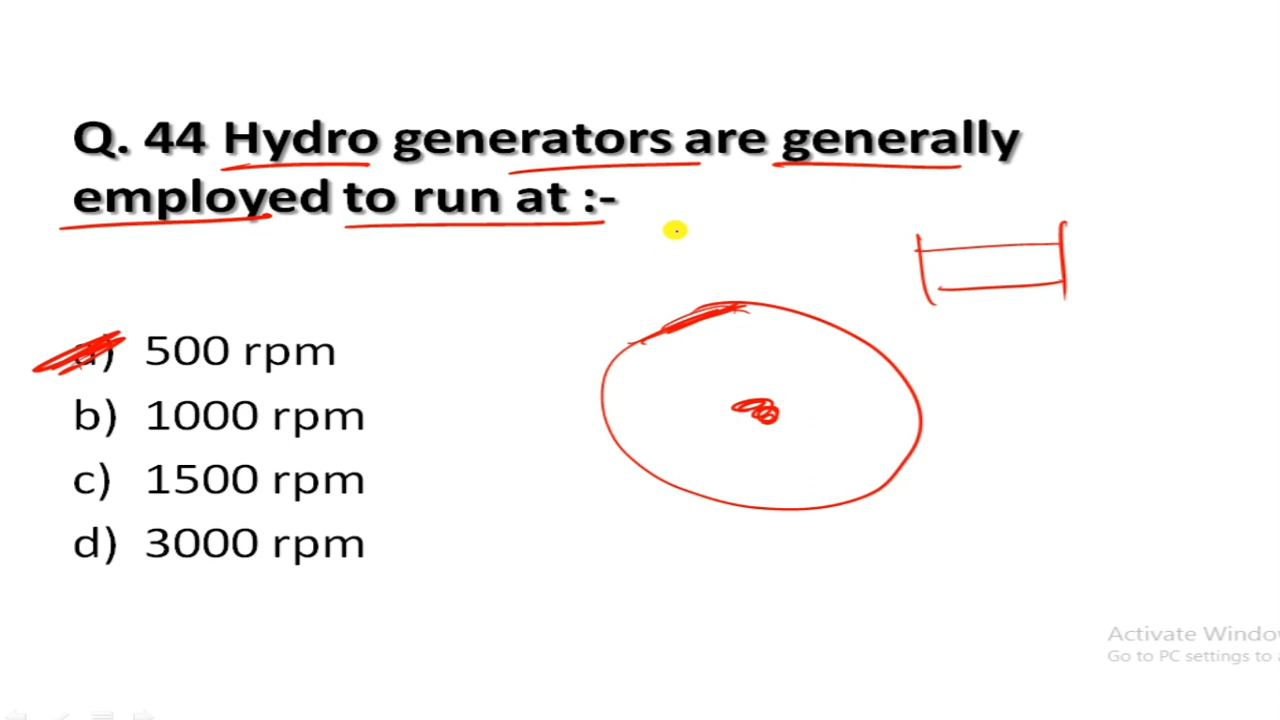 Q. 44 Hydro generators are generally
employed to run at :-
a) 500 rpm
b) 1000 rpm
c) 1500 rpm
d) 3000 rpm
Activate Windo
Go to PC settings to a